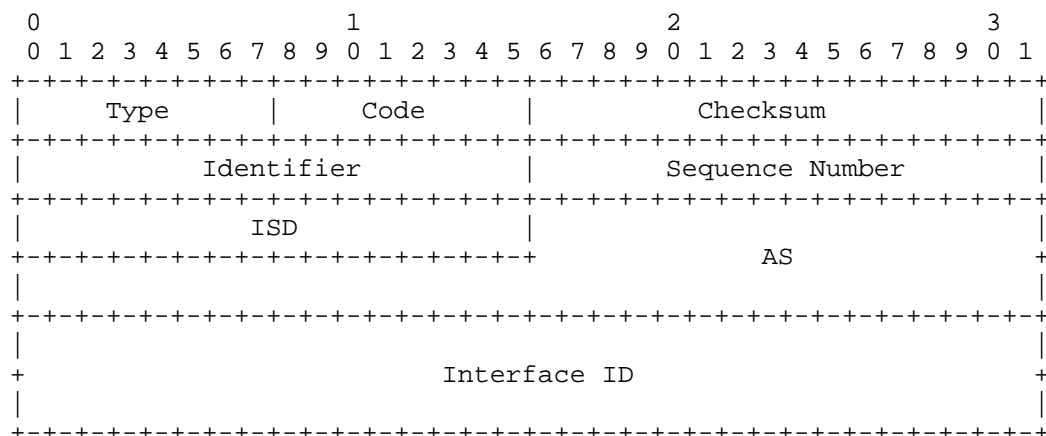 0                   1                   2                   3
 0 1 2 3 4 5 6 7 8 9 0 1 2 3 4 5 6 7 8 9 0 1 2 3 4 5 6 7 8 9 0 1
+-+-+-+-+-+-+-+-+-+-+-+-+-+-+-+-+-+-+-+-+-+-+-+-+-+-+-+-+-+-+-+-+
|     Type      |     Code      |          Checksum             |
+-+-+-+-+-+-+-+-+-+-+-+-+-+-+-+-+-+-+-+-+-+-+-+-+-+-+-+-+-+-+-+-+
|           Identifier          |        Sequence Number        |
+-+-+-+-+-+-+-+-+-+-+-+-+-+-+-+-+-+-+-+-+-+-+-+-+-+-+-+-+-+-+-+-+
|              ISD              |                               |
+-+-+-+-+-+-+-+-+-+-+-+-+-+-+-+-+              AS               +
|                                                               |
+-+-+-+-+-+-+-+-+-+-+-+-+-+-+-+-+-+-+-+-+-+-+-+-+-+-+-+-+-+-+-+-+
|                                                               |
+                          Interface ID                         +
|                                                               |
+-+-+-+-+-+-+-+-+-+-+-+-+-+-+-+-+-+-+-+-+-+-+-+-+-+-+-+-+-+-+-+-+